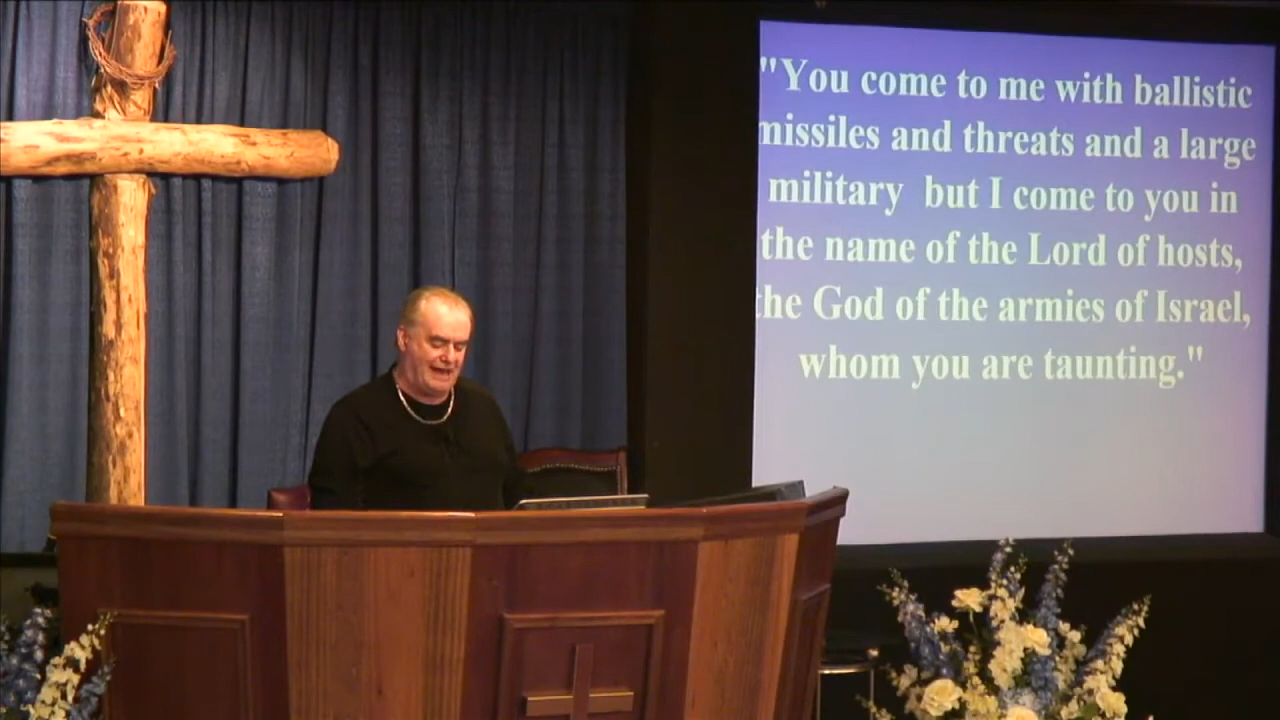 "You come to me with ballistic
missiles and threats and a large
military but I come to you in
the name of the Lord of hosts,
the God of the armies of Israel,
whom you are taunting."